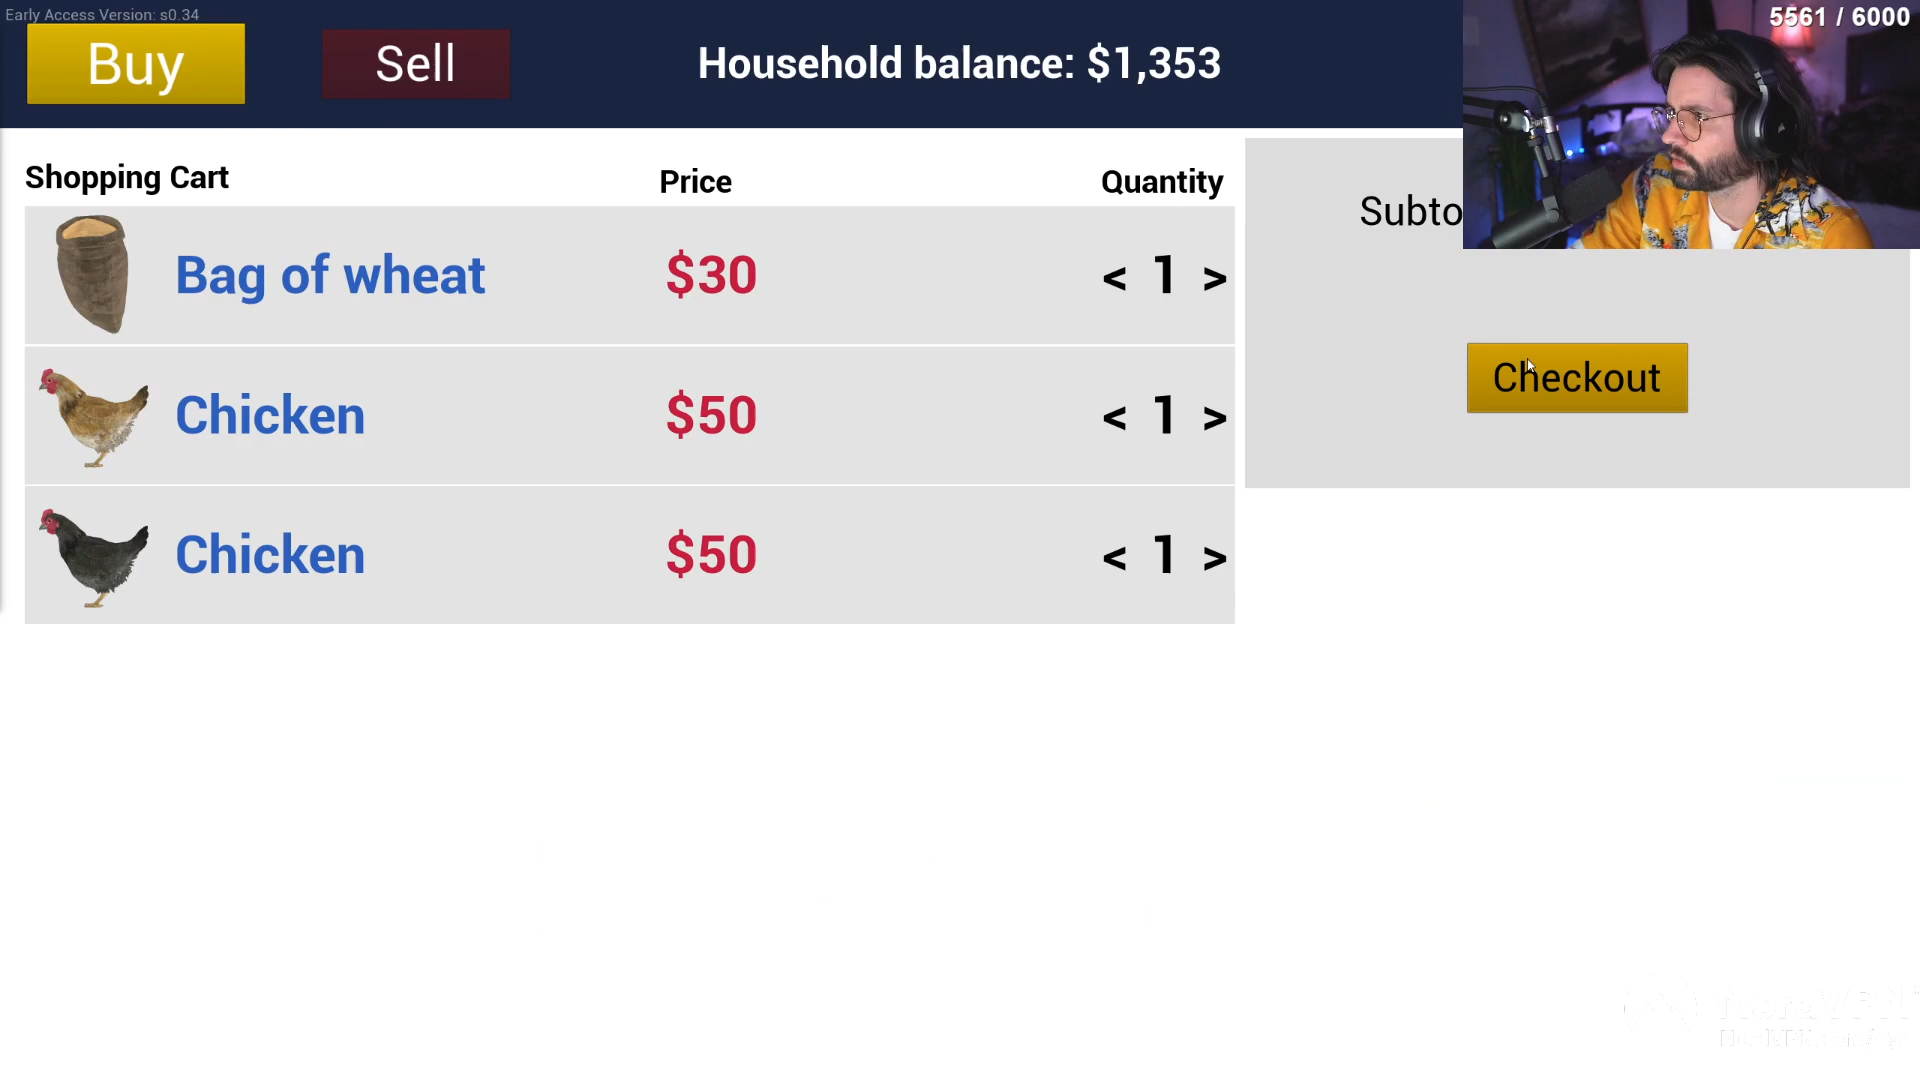 Early Access Version: s0.34
5561 / 6000
Buy
Sell
Household balance: $1,353
Shopping Cart
Price
Quantity
Subto
Bag of wheat
$30
< 1 >
Checkout
Chicken
$50
< 1 >
Chicken
$50
< 1 >